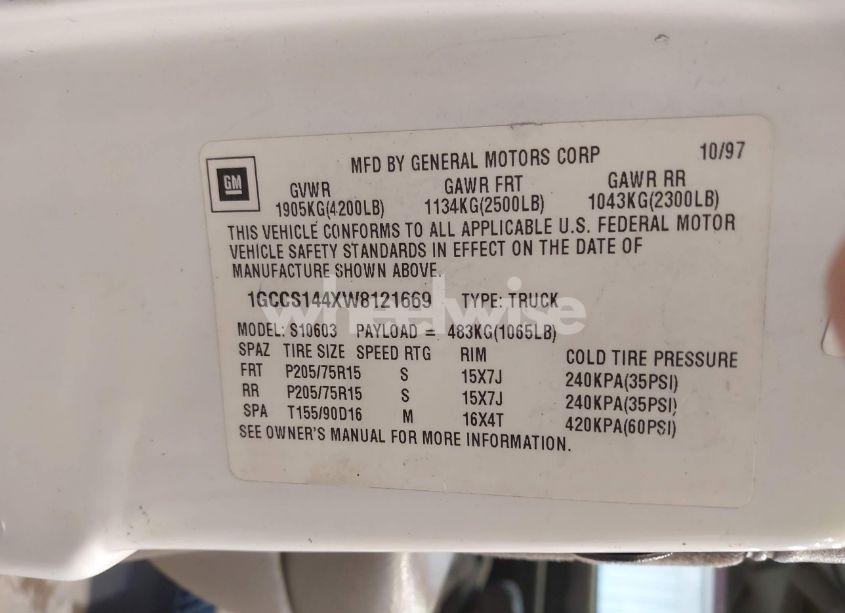 MFD BY GENERAL MOTORS CORP 10/97
GM
GVWR GAWR FRT GAWR RR
1905KG(4200LB) 1134KG(2500LB) 1043KG(2300LB)
THIS VEHICLE CONFORMS TO ALL APPLICABLE U.S. FEDERAL MOTOR
VEHICLE SAFETY STANDARDS IN EFFECT ON THE DATE OF
MANUFACTURE SHOWN ABOVE.
1GCCS144XW8121669 TYPE: TRUCK
wheelwise
MODEL: S10603 PAYLOAD = 483KG(1065LB)
SPAZ TIRE SIZE SPEED RTG RIM COLD TIRE PRESSURE
FRT P205/75R15 S 15X7J 240KPA(35PSI)
RR P205/75R15 S 15X7J 240KPA(35PSI)
SPA T155/90D16 M 16X4T 420KPA(60PSI)
SEE OWNER'S MANUAL FOR MORE INFORMATION.